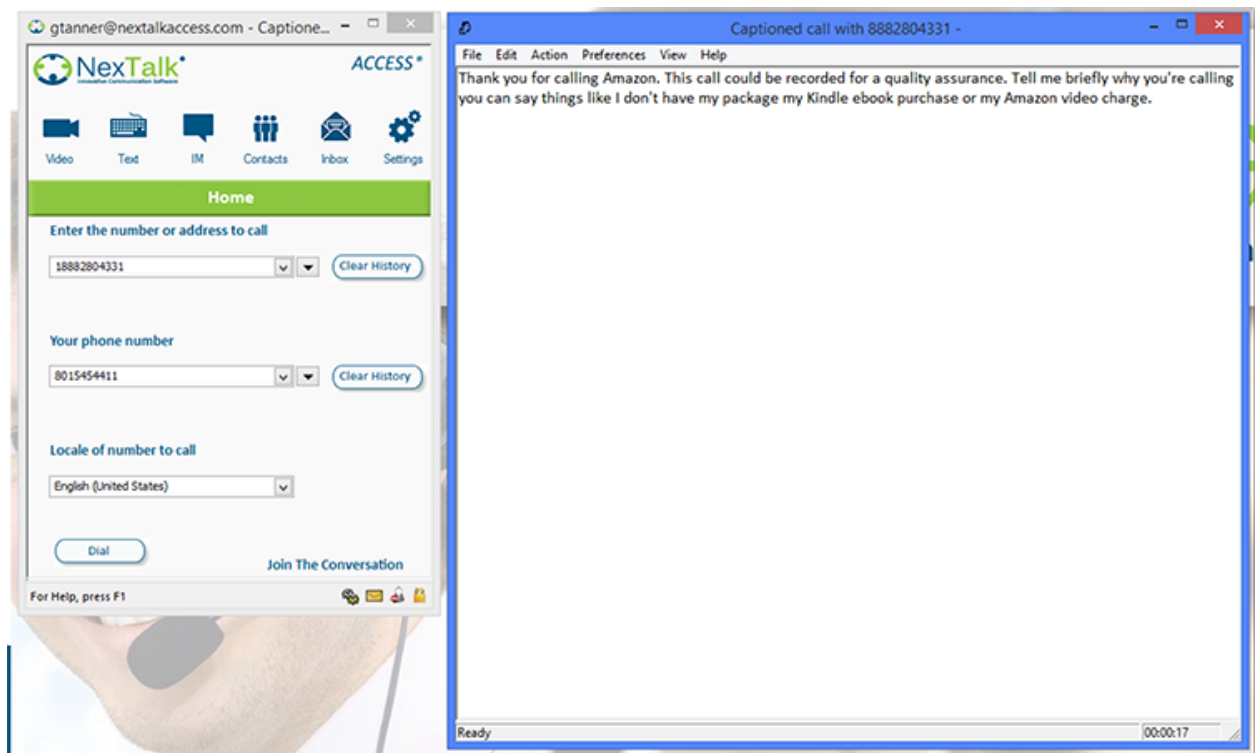 gtanner@nextalkaccess.com - Captione...
NexTalk
Innovative Communication Software
ACCESS*
Video Text IM Contacts Inbox Settings
Home
Enter the number or address to call
18882804331
Clear History
Your phone number
8015454411
Clear History
Locale of number to call
English (United States)
Dial
Join The Conversation
For Help, press F1
Captioned call with 8882804331 -
File Edit Action Preferences View Help
Thank you for calling Amazon. This call could be recorded for a quality assurance. Tell me briefly why you're calling
you can say things like I don't have my package my Kindle ebook purchase or my Amazon video charge.
Ready
00:00:17